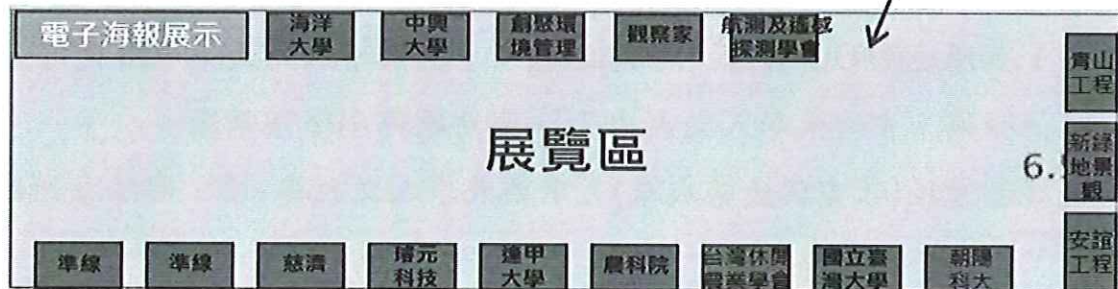 電子海報展示
海洋
大學
中興
大學
創聚環
境管理
觀察家
航測及遙感
探測學會
青山
工程
展覽區
新綠
地景
觀
6.
準線
準線
慈濟
璿元
科技
逢甲
大學
農科院
台灣休閒
農業學會
國立臺
灣大學
朝陽
科大
安誼
工程